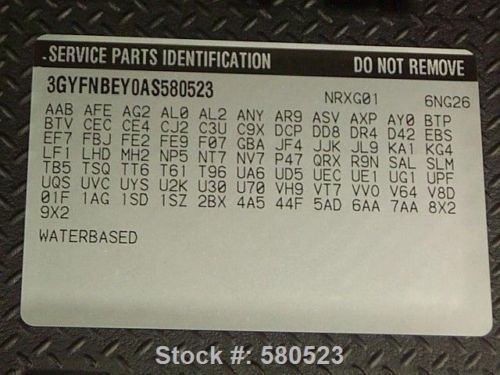 .SERVICE PARTS IDENTIFICATION DO NOT REMOVE
3GYFNBEY0AS580523 NRXG01 6NG26
AAB AFE AG2 AL0 AL2 ANY AR9 ASV AXP AY0 BTP
BTV CEC CE4 CJ2 C3U C9X DCP DD8 DR4 D42 EBS
EF7 FBJ FE2 FE9 F07 GBA JF4 JJK JL9 KA1 KG4
LF1 LHD MH2 NP5 NT7 NV7 P47 QRX R9N SAL SLM
TB5 TSQ TT6 T61 T96 UA6 UD5 UEC UE1 UG1 UPF
UQS UVC UYS U2K U30 U70 VH9 VT7 VV0 V64 V8D
01F 1AG 1SD 1SZ 2BX 4A5 44F 5AD 6AA 7AA 8X2
9X2
WATERBASED
Stock #: 580523